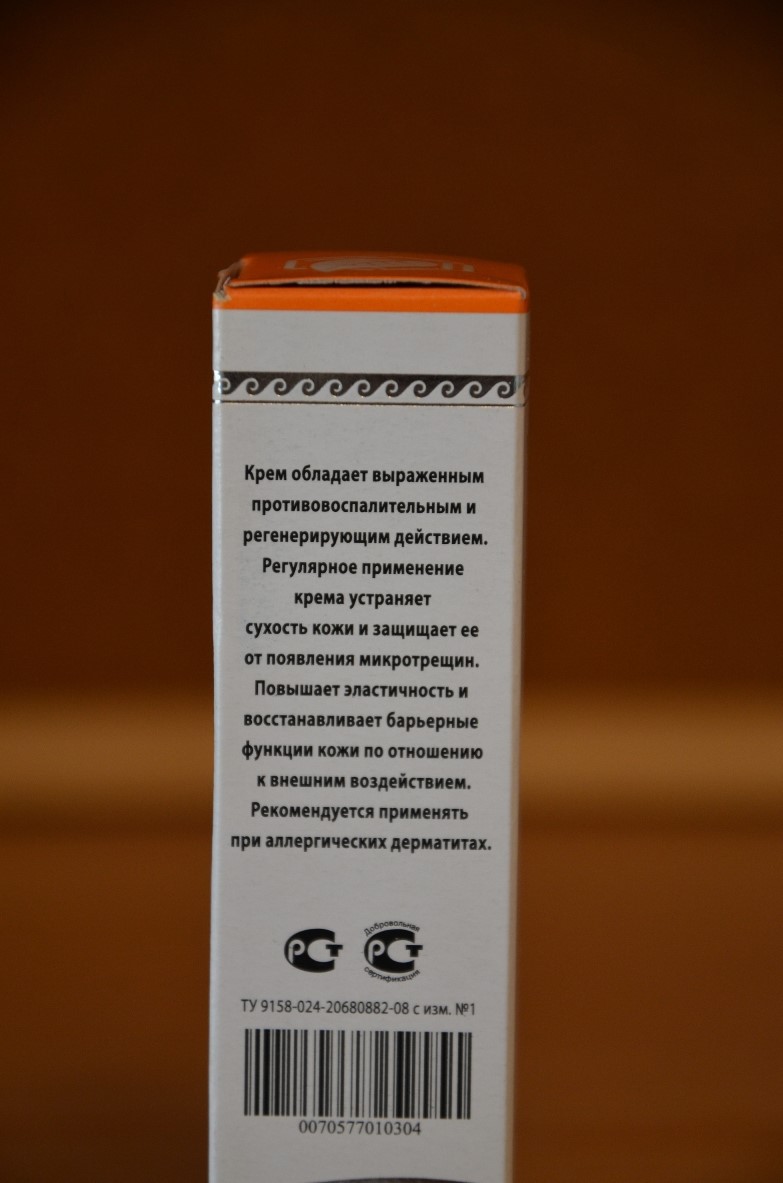 Крем обладает выраженным
противовоспалительным и
регенерирующим действием.
Регулярное применение
крема устраняет
сухость кожи и защищает ее
от появления микротрещин.
Повышает эластичность и
восстанавливает барьерные
функции кожи по отношению
к внешним воздействием.
Рекомендуется применять
при аллергических дерматитах.
РСТ
Добровольная
РСТ
сертификация
ТУ 9158-024-20680882-08 с изм. №1
0070577010304